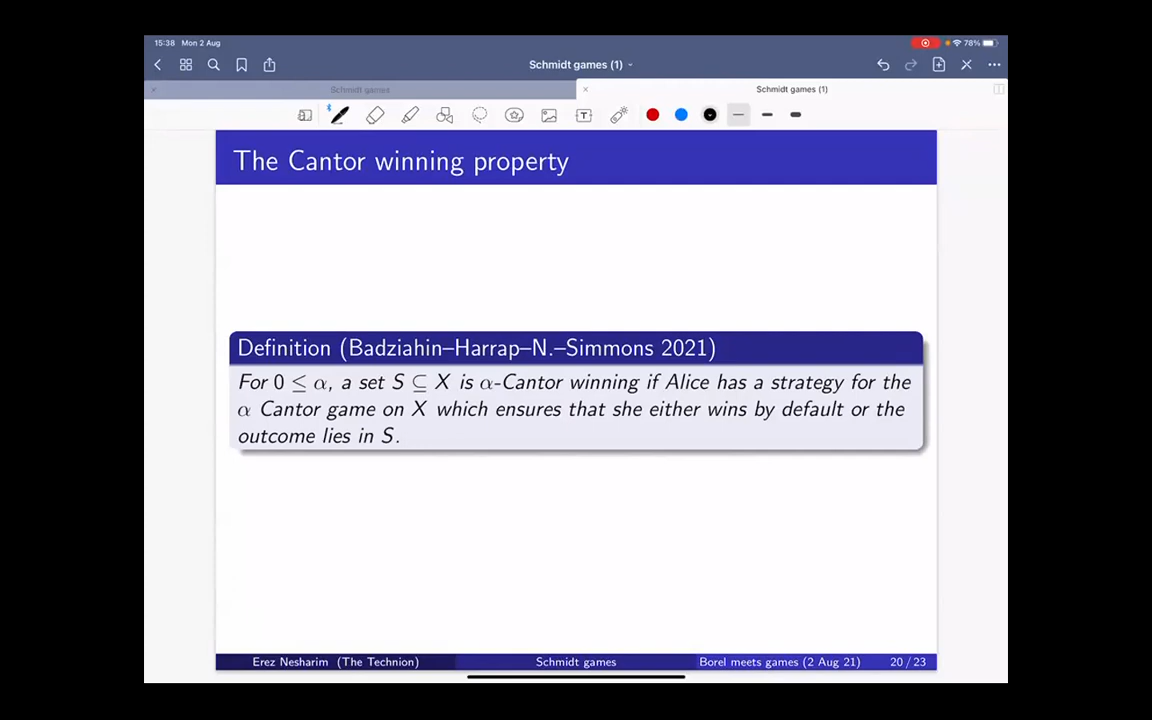 15:38 Mon 2 Aug
78%
Schmidt games (1)
Schmidt games
Schmidt games (1)
T
The Cantor winning property
Definition (Badziahin–Harrap–N.–Simmons 2021)
For 0 ≤ α, a set S ⊆ X is α-Cantor winning if Alice has a strategy for the
α Cantor game on X which ensures that she either wins by default or the
outcome lies in S.
Erez Nesharim (The Technion) Schmidt games Borel meets games (2 Aug 21) 20 / 23